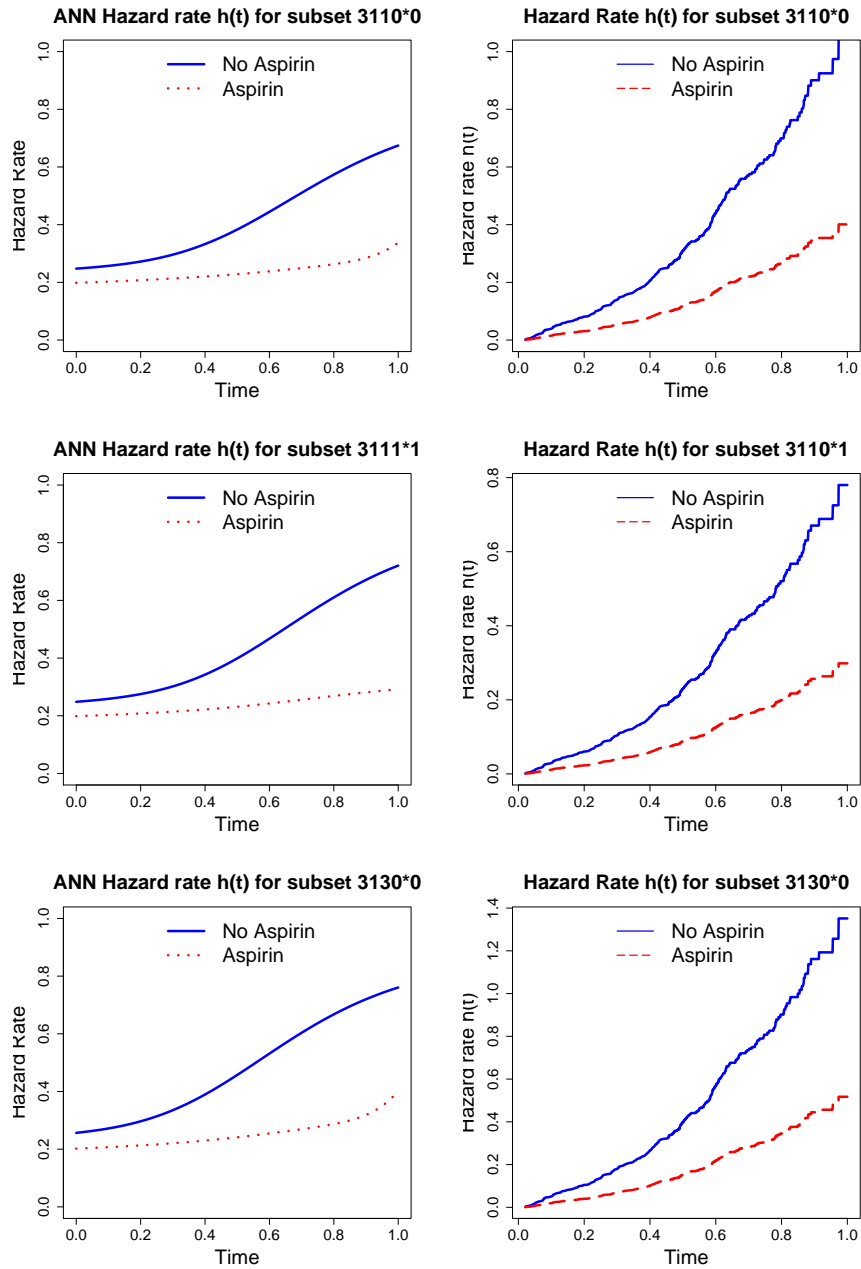 ANN Hazard rate h(t) for subset 3110*0
Hazard Rate
1.0
0.8
0.6
0.4
0.2
0.0
No Aspirin
Aspirin
0.0 0.2 0.4 0.6 0.8 1.0
Time
Hazard Rate h(t) for subset 3110*0
Hazard rate h(t)
1.0
0.8
0.6
0.4
0.2
0.0
No Aspirin
Aspirin
0.0 0.2 0.4 0.6 0.8 1.0
Time
ANN Hazard rate h(t) for subset 3111*1
Hazard Rate
1.0
0.8
0.6
0.4
0.2
0.0
No Aspirin
Aspirin
0.0 0.2 0.4 0.6 0.8 1.0
Time
Hazard Rate h(t) for subset 3110*1
Hazard rate h(t)
0.8
0.6
0.4
0.2
0.0
No Aspirin
Aspirin
0.0 0.2 0.4 0.6 0.8 1.0
Time
ANN Hazard rate h(t) for subset 3130*0
Hazard Rate
1.0
0.8
0.6
0.4
0.2
0.0
No Aspirin
Aspirin
0.0 0.2 0.4 0.6 0.8 1.0
Time
Hazard Rate h(t) for subset 3130*0
Hazard rate h(t)
1.4
1.2
1.0
0.8
0.6
0.4
0.2
0.0
No Aspirin
Aspirin
0.0 0.2 0.4 0.6 0.8 1.0
Time